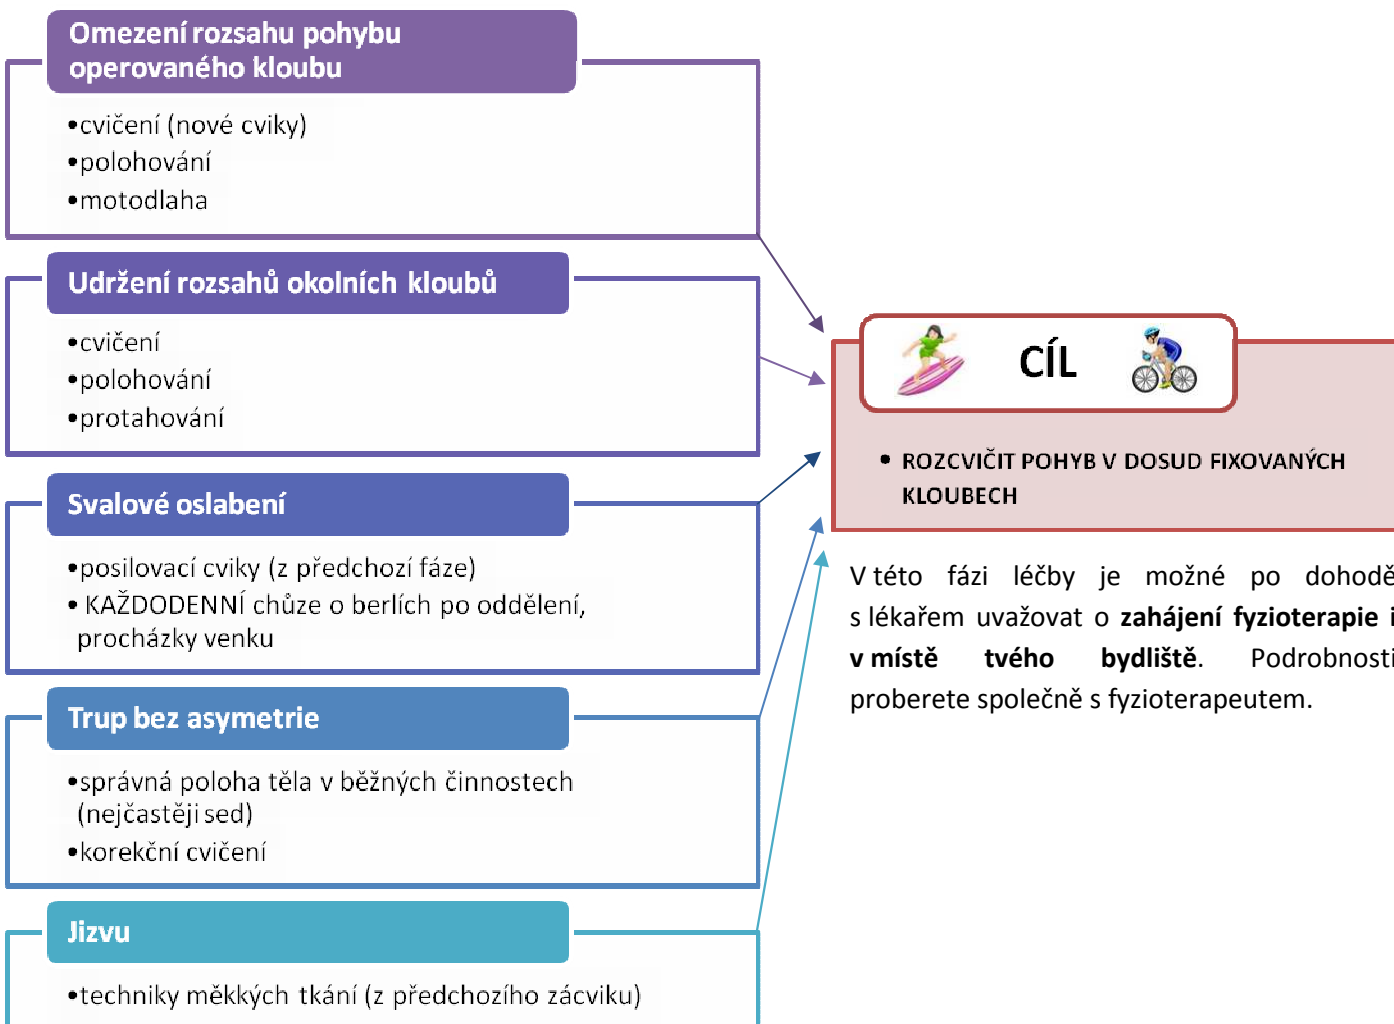 Omezení rozsahu pohybu
operovaného kloubu
•cvičení (nové cviky)
•polohování
•motodlaha
Udržení rozsahů okolních kloubů
•cvičení
•polohování
•protahování
Svalové oslabení
•posilovací cviky (z předchozí fáze)
• KAŽDODENNÍ chůze o berlích po oddělení,
procházky venku
Trup bez asymetrie
•správná poloha těla v běžných činnostech
(nejčastěji sed)
•korekční cvičení
Jizvu
•techniky měkkých tkání (z předchozího zácviku)
CÍL
• ROZCVIČIT POHYB V DOSUD FIXOVANÝCH
KLOUBECH
V této fázi léčby je možné po dohodě
s lékařem uvažovat o zahájení fyzioterapie i
v místě tvého bydliště. Podrobnosti
proberete společně s fyzioterapeutem.